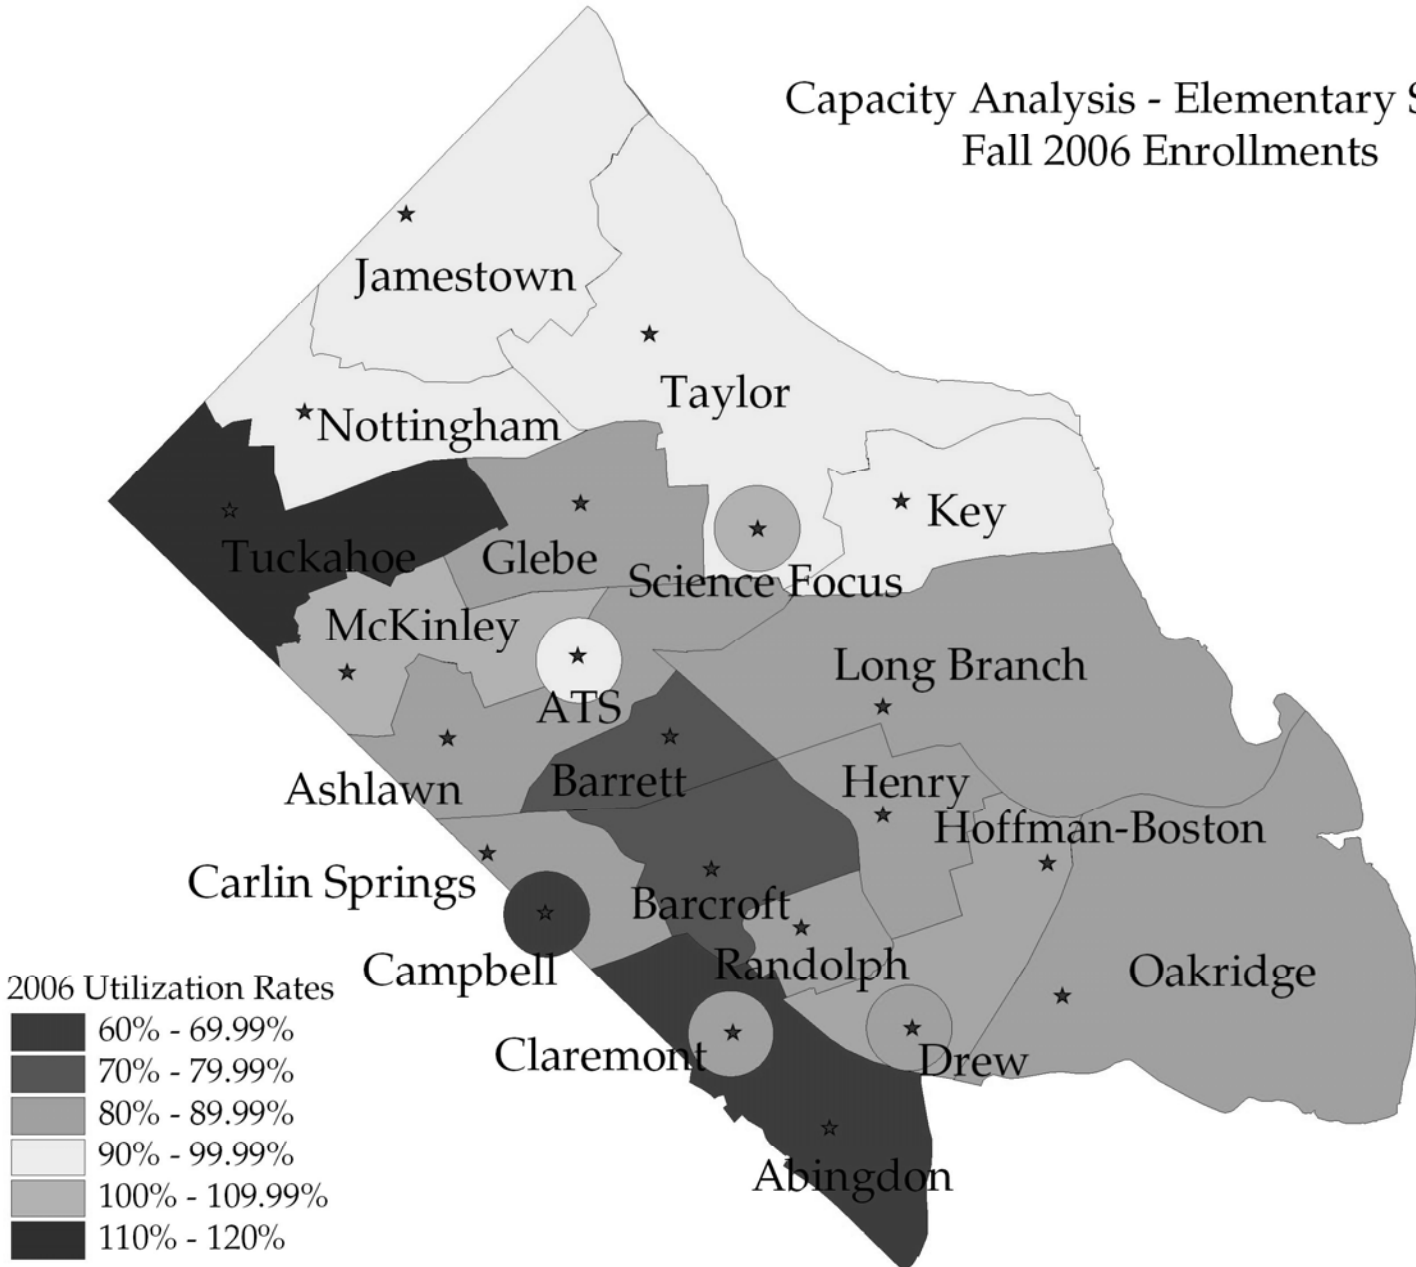 Capacity Analysis - Elementary S
Fall 2006 Enrollments
Jamestown
Taylor
Nottingham
Key
Tuckahoe
Glebe
Science Focus
McKinley
Long Branch
ATS
Barrett
Henry
Ashlawn
Hoffman-Boston
Carlin Springs
Barcroft
Randolph
Campbell
Oakridge
Claremont
Drew
Abingdon
2006 Utilization Rates
60% - 69.99%
70% - 79.99%
80% - 89.99%
90% - 99.99%
100% - 109.99%
110% - 120%